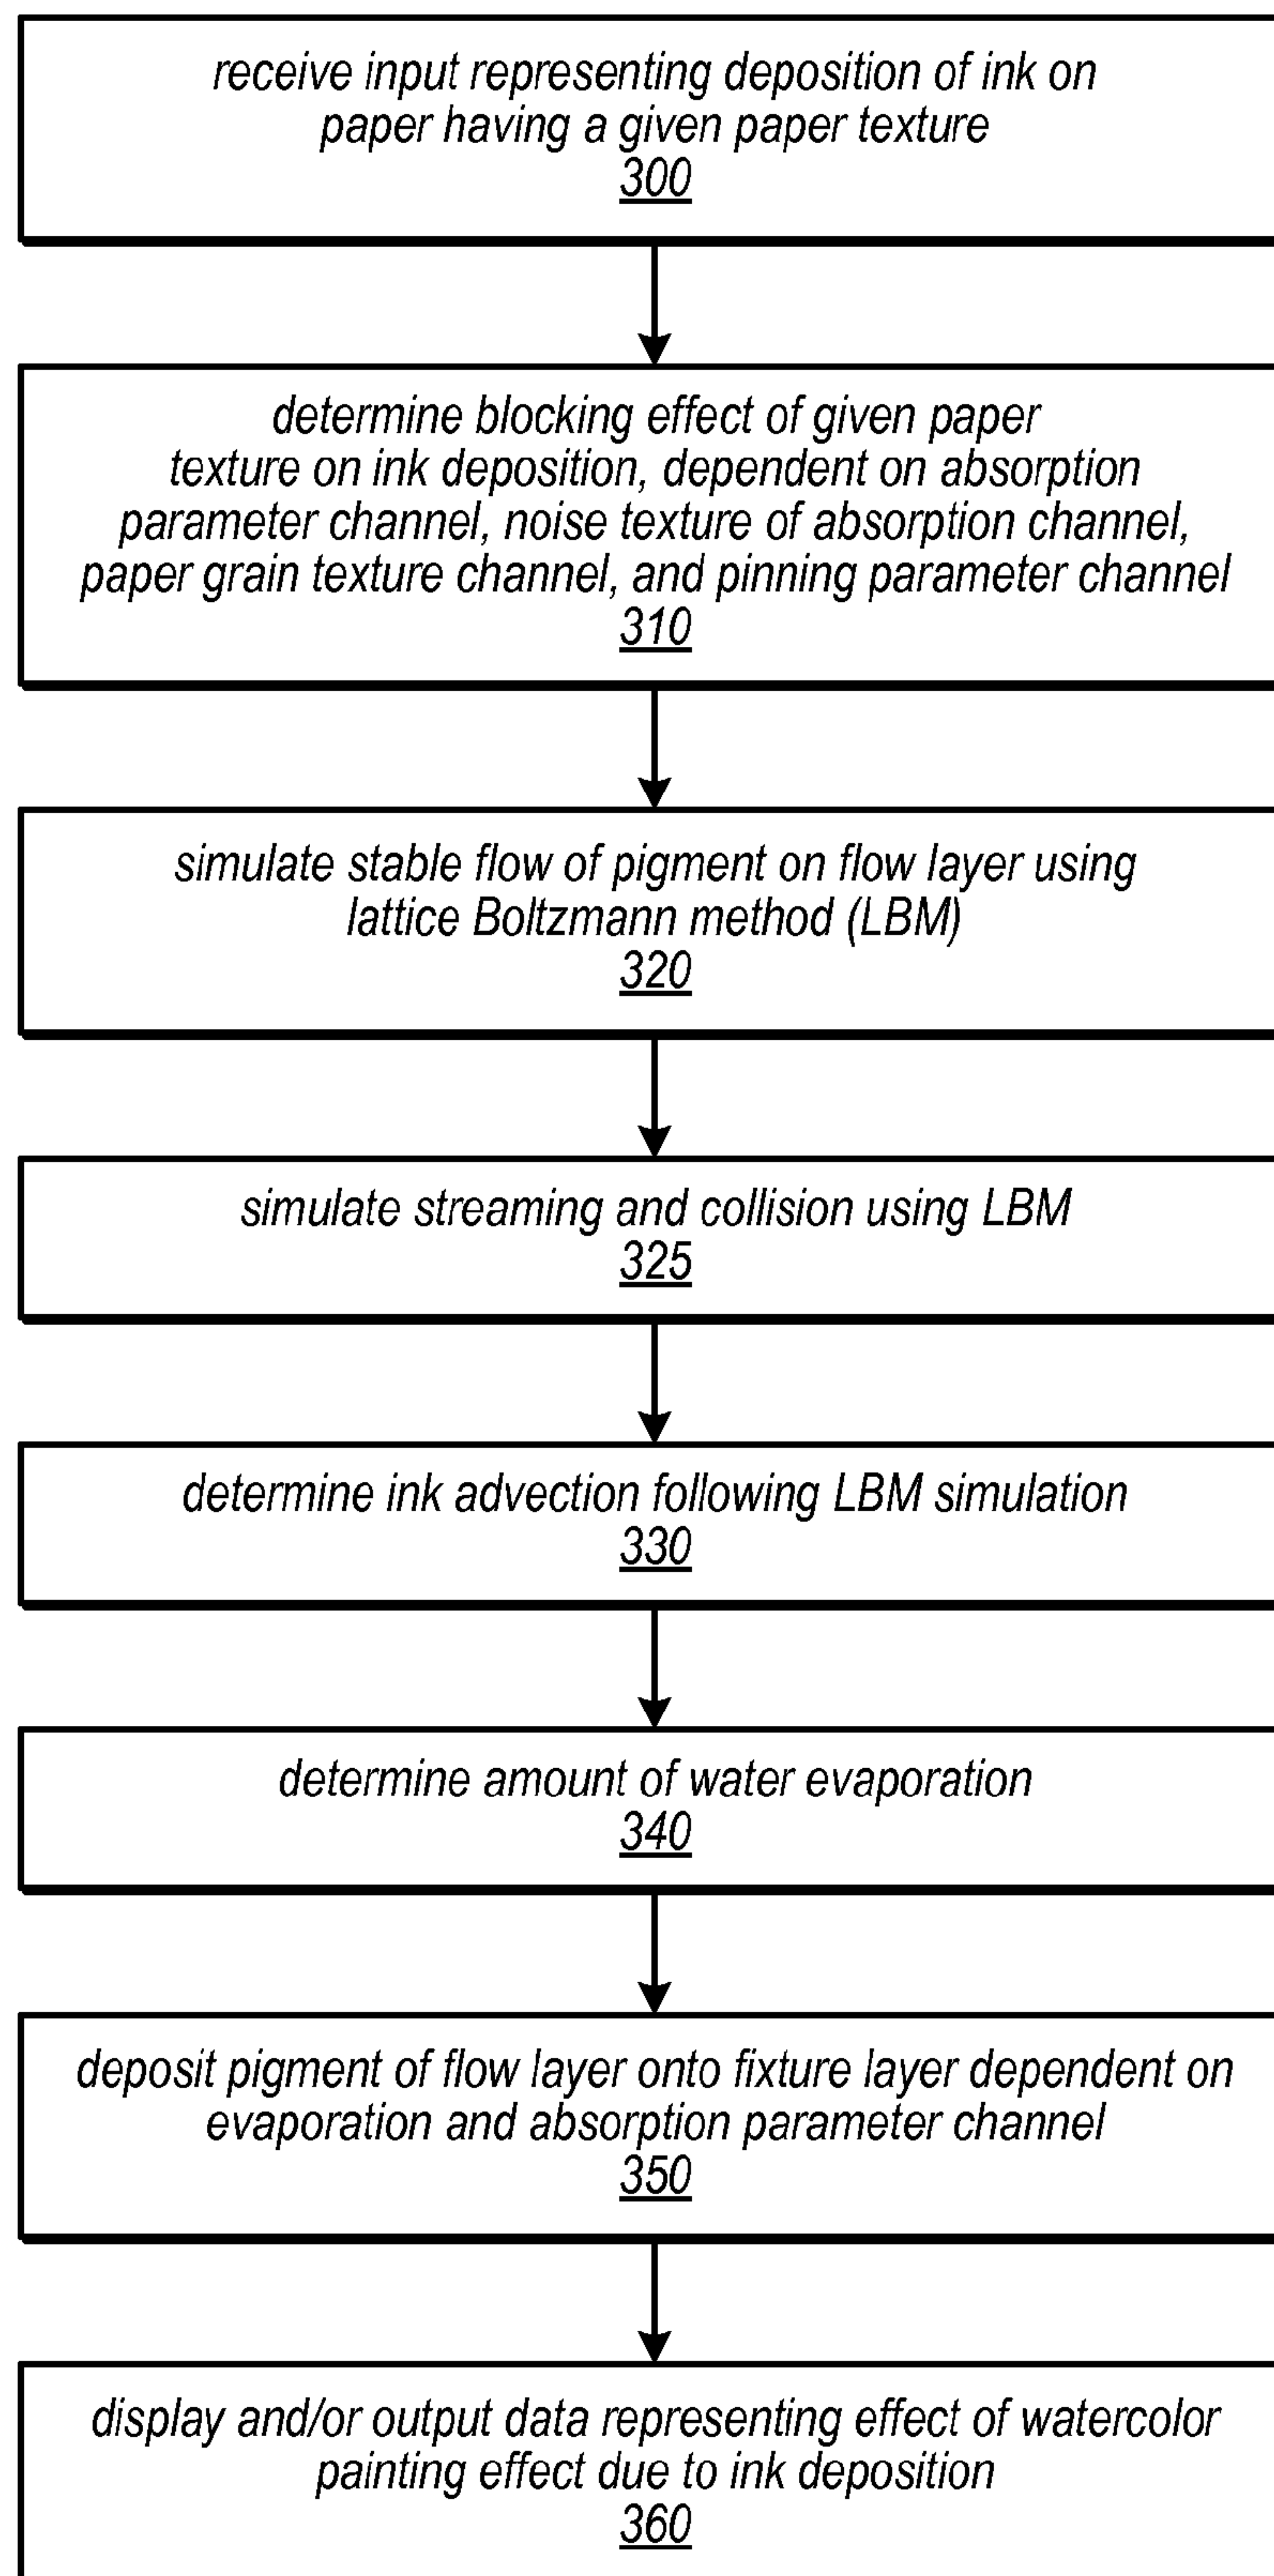 receive input representing deposition of ink on
paper having a given paper texture
300
determine blocking effect of given paper
texture on ink deposition, dependent on absorption
parameter channel, noise texture of absorption channel,
paper grain texture channel, and pinning parameter channel
310
simulate stable flow of pigment on flow layer using
lattice Boltzmann method (LBM)
320
simulate streaming and collision using LBM
325
determine ink advection following LBM simulation
330
determine amount of water evaporation
340
deposit pigment of flow layer onto fixture layer dependent on
evaporation and absorption parameter channel
350
display and/or output data representing effect of watercolor
painting effect due to ink deposition
360